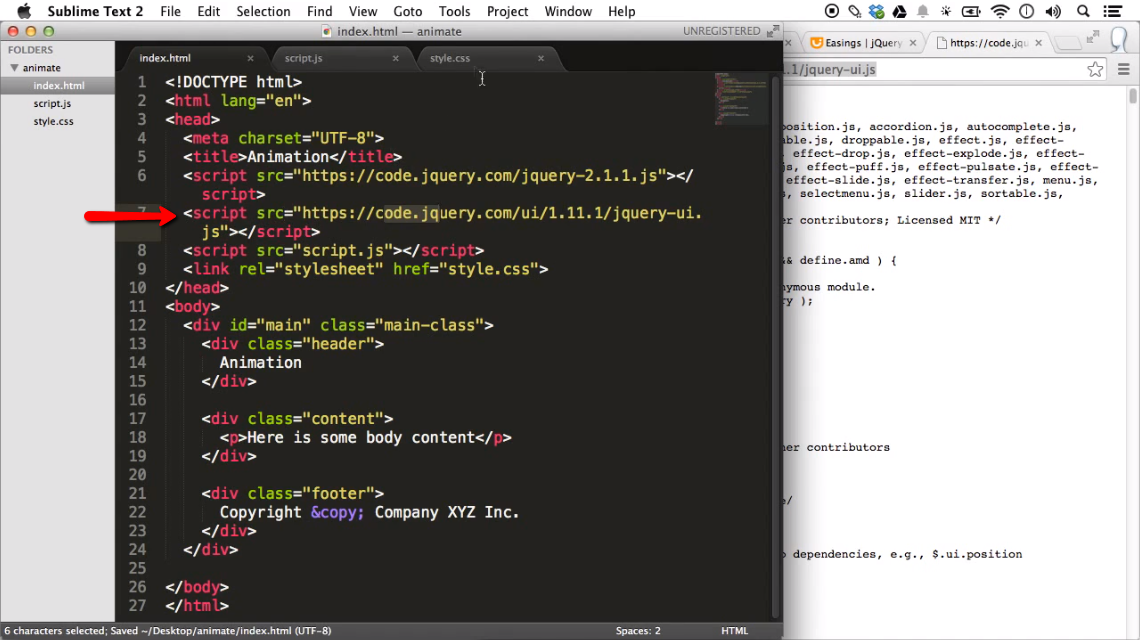 Sublime Text 2 File Edit Selection Find View Goto Tools Project Window Help
index.html — animate UNREGISTERED
Easings | jQuery https://code.jq
FOLDERS
animate
index.html
script.js
style.css
index.html script.js style.css
1.1/jquery-ui.js
1 <!DOCTYPE html>
2 <html lang="en">
3 <head>
4 <meta charset="UTF-8">
5 <title>Animation</title>
6 <script src="https://code.jquery.com/jquery-2.1.1.js"></
script>
7 <script src="https://code.jquery.com/ui/1.11.1/jquery-ui.
js"></script>
8 <script src="script.js"></script>
9 <link rel="stylesheet" href="style.css">
10 </head>
11 <body>
12 <div id="main" class="main-class">
13 <div class="header">
14 Animation
15 </div>
16
17 <div class="content">
18 <p>Here is some body content</p>
19 </div>
20
21 <div class="footer">
22 Copyright &copy; Company XYZ Inc.
23 </div>
24 </div>
25
26 </body>
27 </html>
position.js, accordion.js, autocomplete.js,
droppable.js, effect.js,
effect-drop.js, effect-explode.js,
effect-puff.js, effect-pulsate.js,
effect-slide.js, effect-transfer.js, menu.js,
selectmenu.js, slider.js, sortable.js,
er contributors; Licensed MIT */
&& define.amd ) {
nymous module.
ry );
her contributors
e/
o dependencies, e.g., $.ui.position
6 characters selected; Saved ~/Desktop/animate/index.html (UTF-8) Spaces: 2 HTML